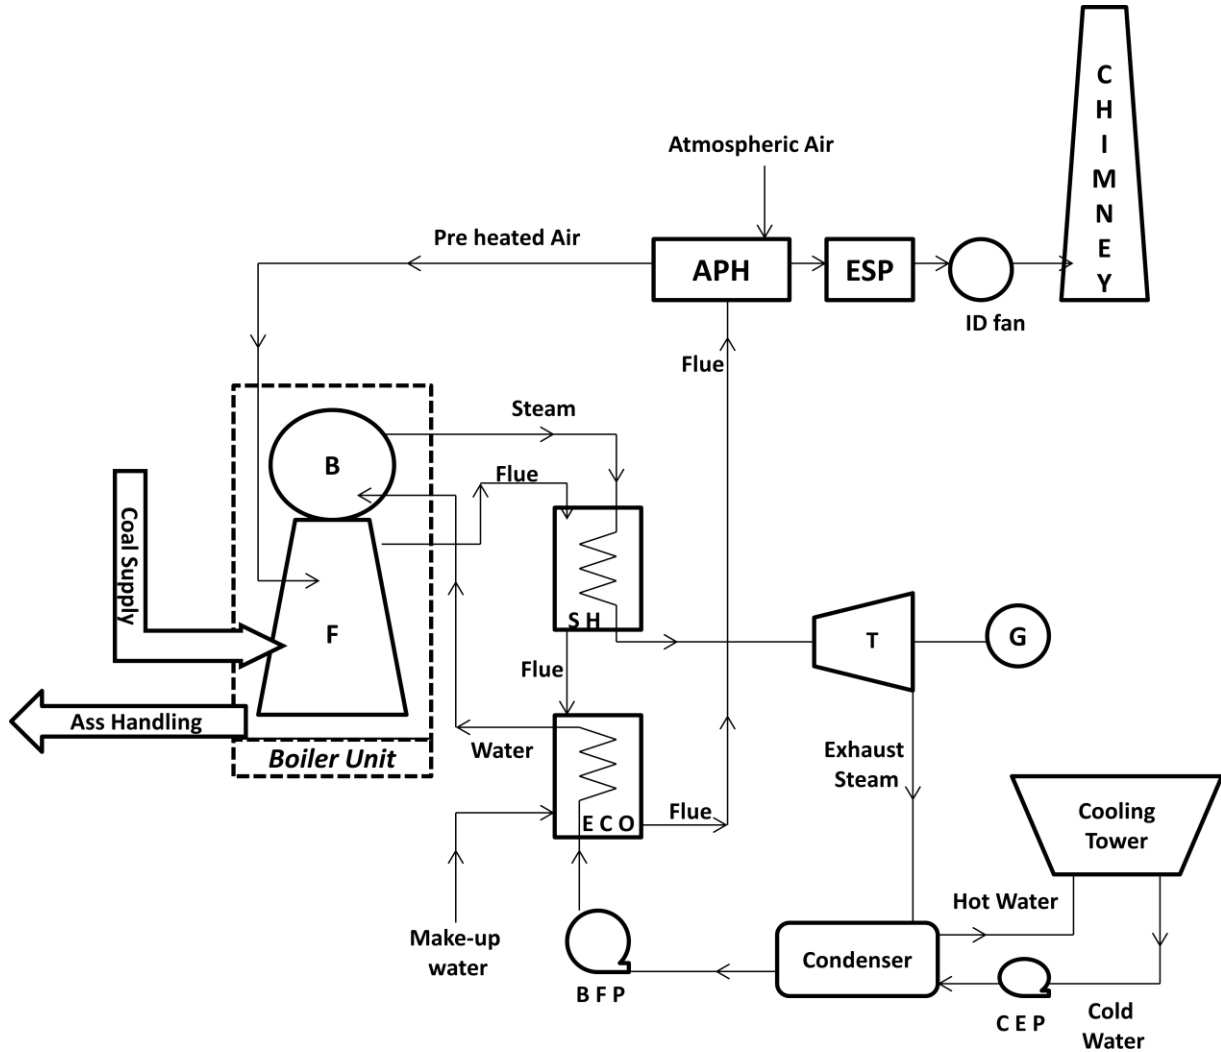 CHIMNEY
Atmospheric Air
Pre heated Air
APH
ESP
ID fan
Flue
Steam
B
Flue
Coal Supply
F
S H
T
G
Flue
Ass Handling
Boiler Unit
Water
Exhaust
Steam
E C O
Flue
Cooling
Tower
Hot Water
Make-up
water
Condenser
B F P
C E P
Cold
Water